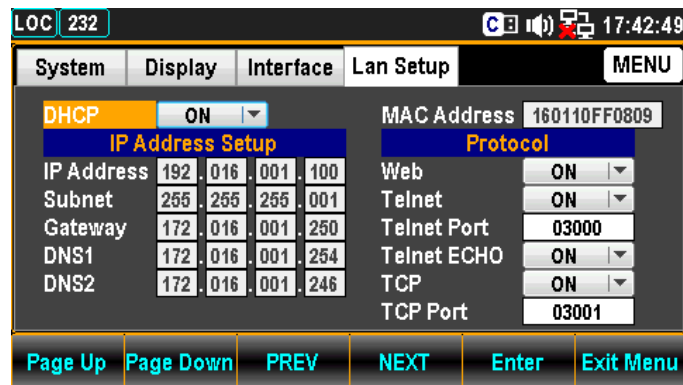 LOC 232 C 17:42:49
System Display Interface Lan Setup MENU
DHCP ON MAC Address 160110FF0809
IP Address Setup Protocol
IP Address 192 . 016 . 001 . 100 Web ON
Subnet 255 . 255 . 255 . 001 Telnet ON
Gateway 172 . 016 . 001 . 250 Telnet Port 03000
DNS1 172 . 016 . 001 . 254 Telnet ECHO ON
DNS2 172 . 016 . 001 . 246 TCP ON
TCP Port 03001
Page Up Page Down PREV NEXT Enter Exit Menu